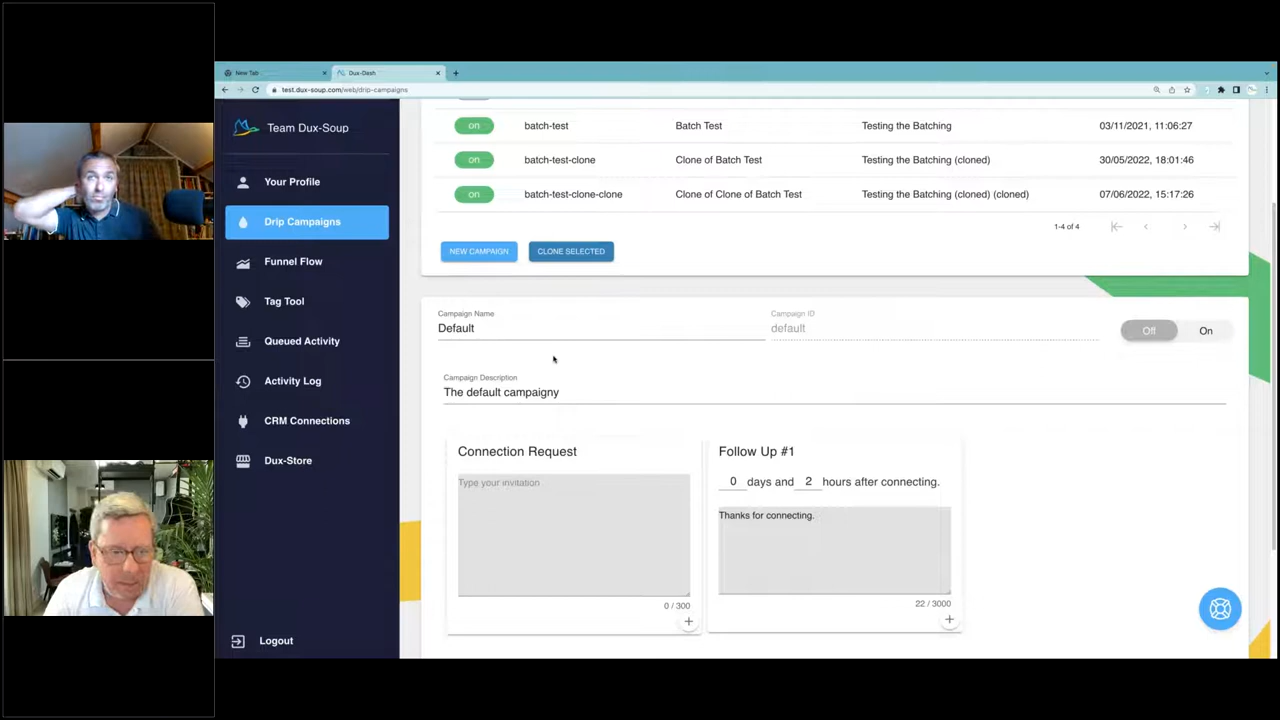 New Tab
Dux-Dash
test.dux-soup.com/web/drip-campaigns
Team Dux-Soup
Your Profile
Drip Campaigns
Funnel Flow
Tag Tool
Queued Activity
Activity Log
CRM Connections
Dux-Store
Logout
on batch-test Batch Test Testing the Batching 03/11/2021, 11:06:27
on batch-test-clone Clone of Batch Test Testing the Batching (cloned) 30/05/2022, 18:01:46
on batch-test-clone-clone Clone of Clone of Batch Test Testing the Batching (cloned) (cloned) 07/06/2022, 15:17:26
1-4 of 4
NEW CAMPAIGN CLONE SELECTED
Campaign Name Campaign ID
Default default Off On
Campaign Description
The default campaigny
Connection Request
Type your invitation
0 / 300
Follow Up #1
0 days and 2 hours after connecting.
Thanks for connecting.
22 / 3000